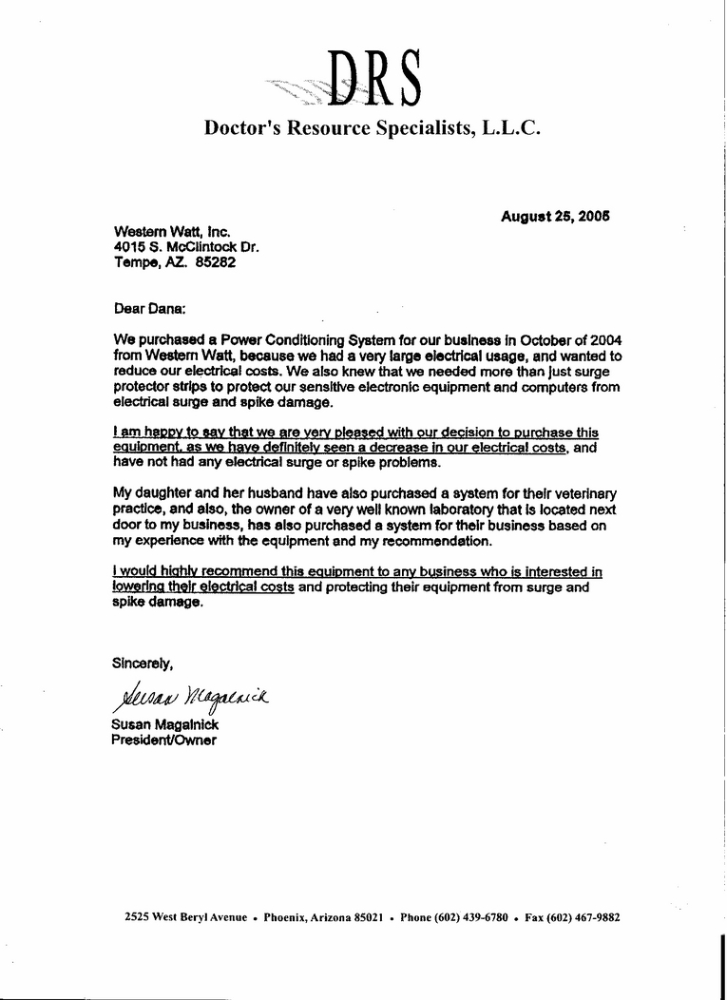 DRS
Doctor's Resource Specialists, L.L.C.
August 25, 2005
Western Watt, Inc.
4015 S. McClintock Dr.
Tempe, AZ. 85282
Dear Dana:
We purchased a Power Conditioning System for our business in October of 2004
from Western Watt, because we had a very large electrical usage, and wanted to
reduce our electrical costs. We also knew that we needed more than just surge
protector strips to protect our sensitive electronic equipment and computers from
electrical surge and spike damage.
I am happy to say that we are very pleased with our decision to purchase this
equipment, as we have definitely seen a decrease in our electrical costs, and
have not had any electrical surge or spike problems.
My daughter and her husband have also purchased a system for their veterinary
practice, and also, the owner of a very well known laboratory that is located next
door to my business, has also purchased a system for their business based on
my experience with the equipment and my recommendation.
I would highly recommend this equipment to any business who is interested in
lowering their electrical costs and protecting their equipment from surge and
spike damage.
Sincerely,
Susan Magalnick
Susan Magalnick
President/Owner
2525 West Beryl Avenue • Phoenix, Arizona 85021 • Phone (602) 439-6780 • Fax (602) 467-9882